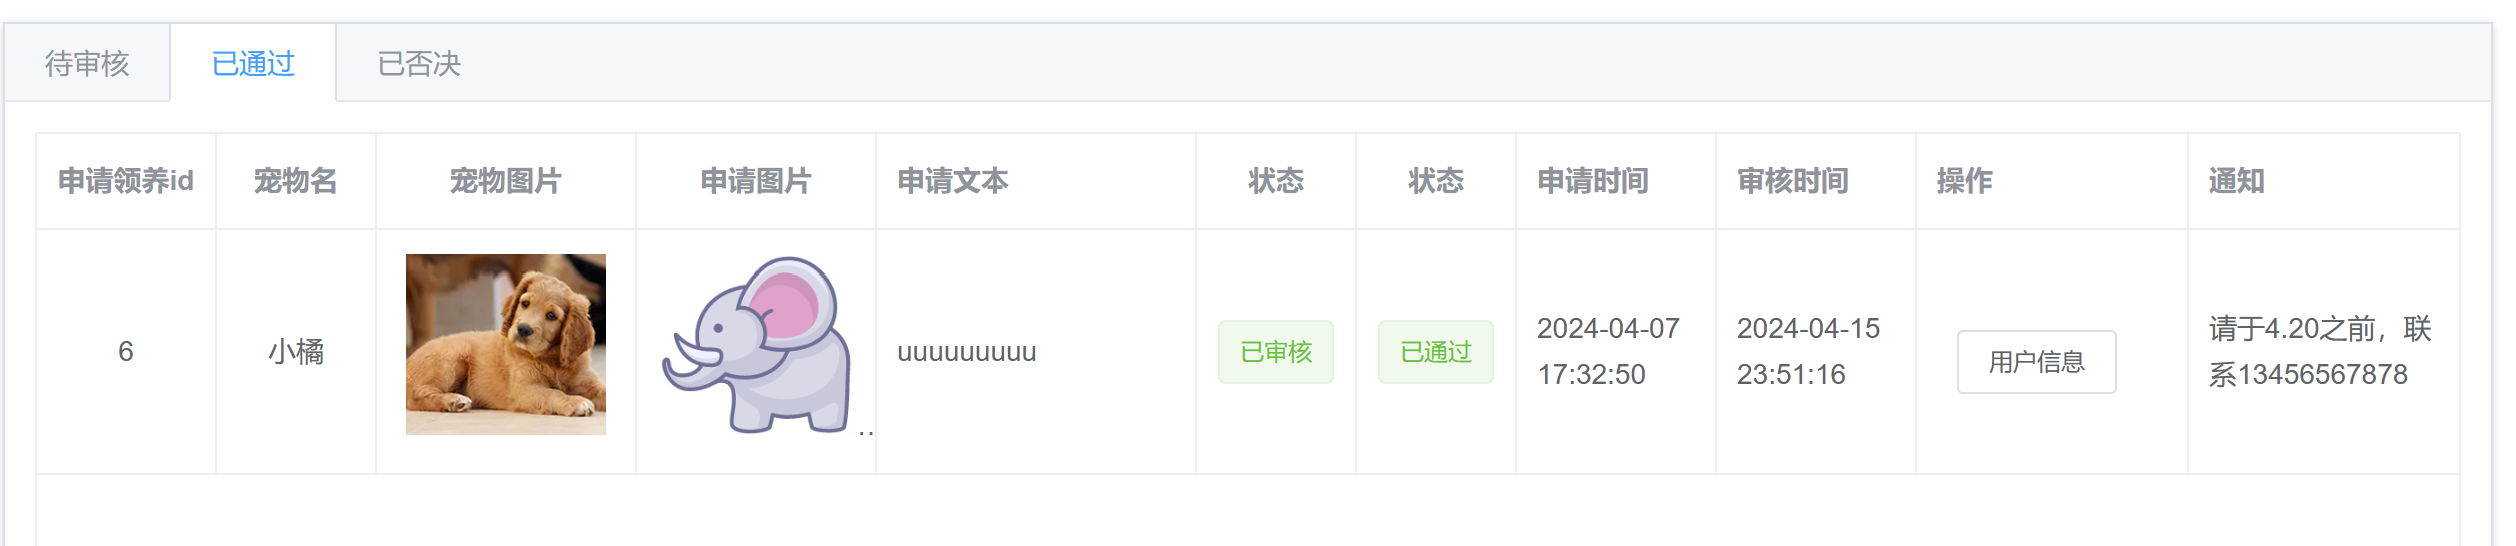 待审核 已通过 已否决
申请领养id 宠物名 宠物图片 申请图片 申请文本 状态 状态 申请时间 审核时间 操作 通知
6 小橘 .. uuuuuuuuu 已审核 已通过 2024-04-07 2024-04-15 用户信息 请于4.20之前，联
17:32:50 23:51:16 系13456567878